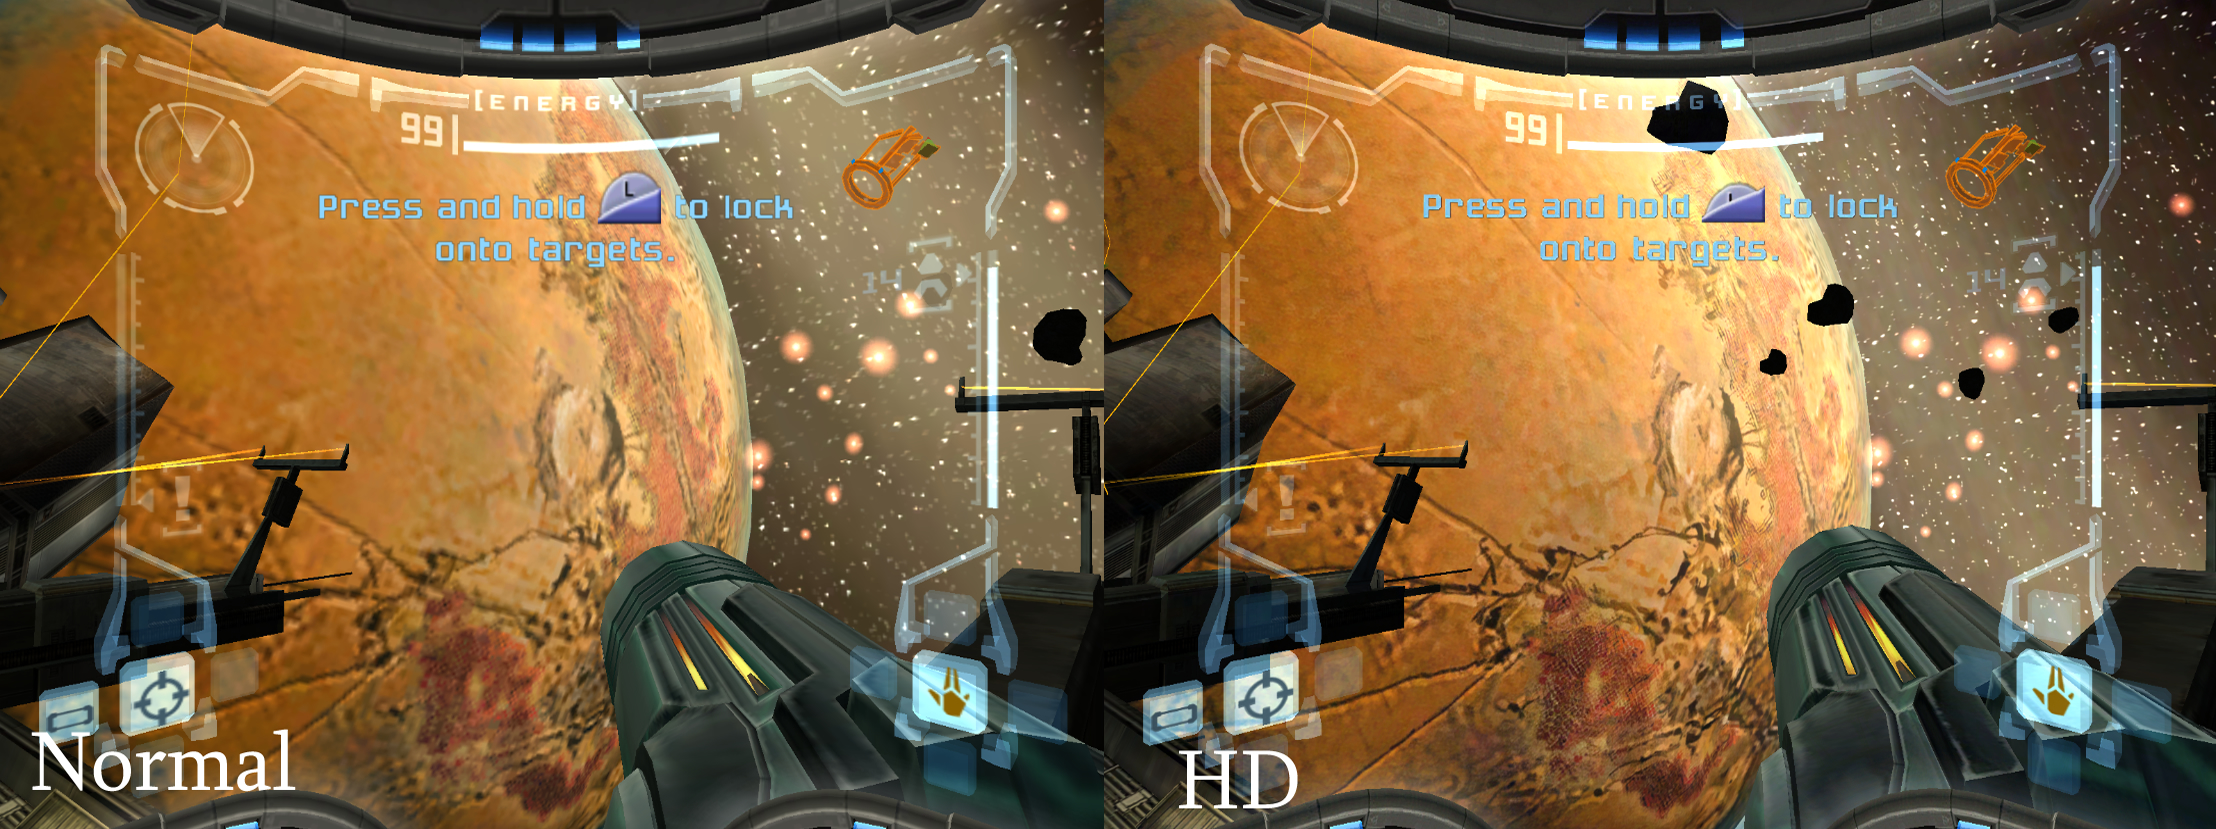 [ENERGY]
99
Press and hold L to lock
onto targets.
14
Normal
[ENERGY]
99
Press and hold L to lock
onto targets.
14
HD